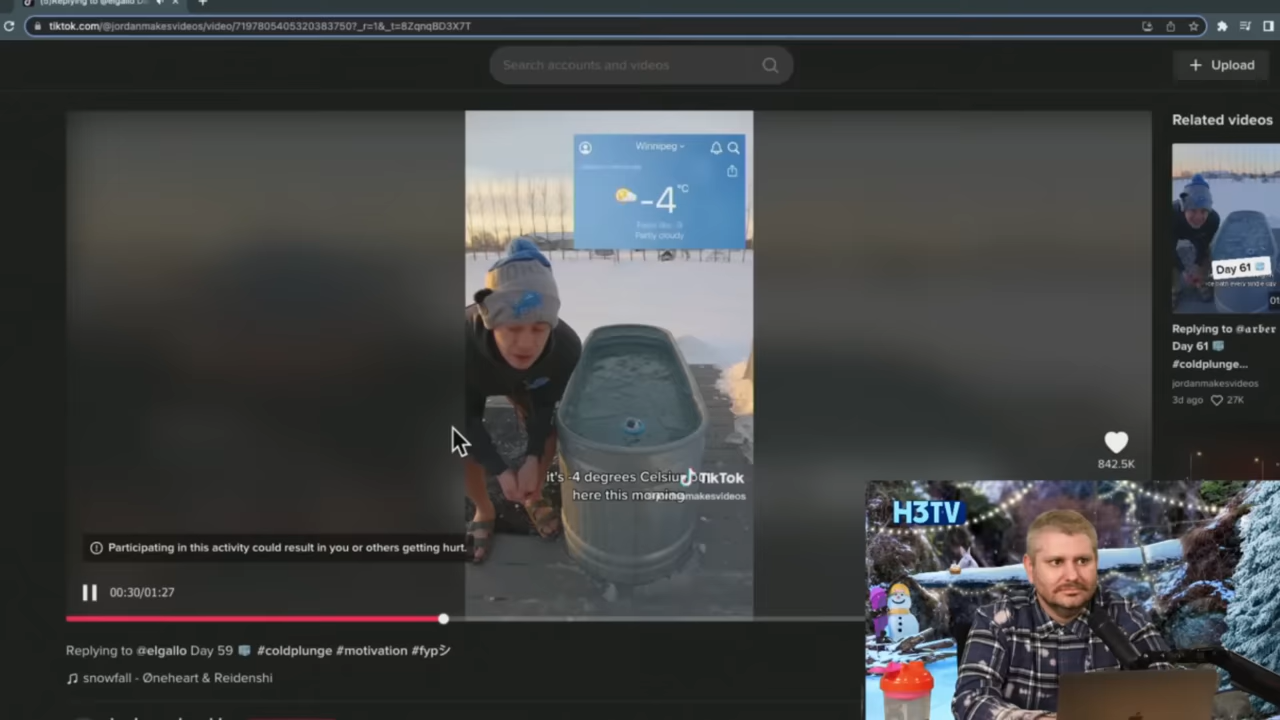 tiktok.com/@jordanmakesvideos/video/7197805405320383750?_r=1&_t=8ZqnqBD3X7T
Search accounts and videos
Upload
Related videos
Winnipeg
-4 °C
Partly cloudy
it's -4 degrees Celsius
here this morning
TikTok
Participating in this activity could result in you or others getting hurt.
00:30/01:27
842.5K
Replying to @elgallo Day 59 #coldplunge #motivation #fypシ
snowfall - Øneheart & Reidenshi
Day 61
Replying to @arber
Day 61
#coldplunge...
jordanmakesvideos
3d ago 27K
H3TV